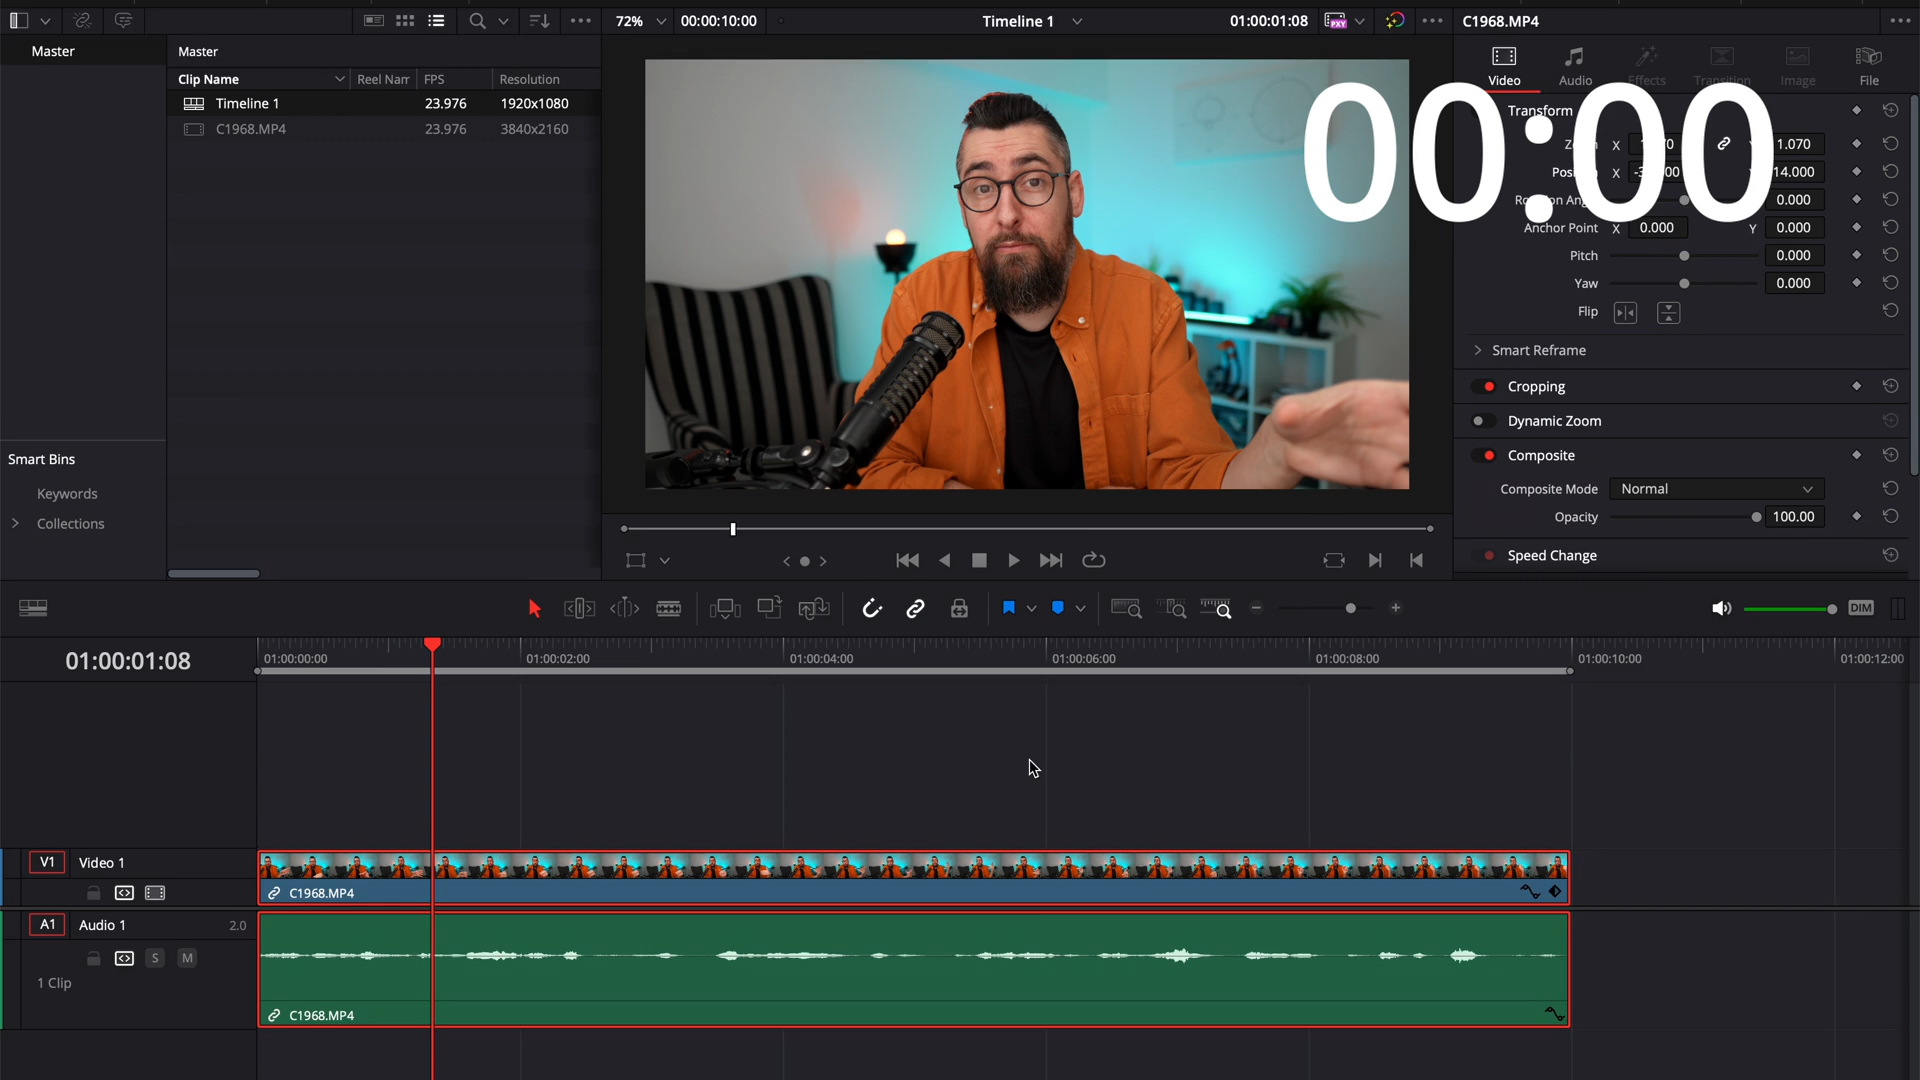 72%
00:00:10:00
Timeline 1
01:00:01:08
PXY
C1968.MP4
Master
Master
Clip Name
Reel Narr
FPS
Resolution
Timeline 1
23.976
1920x1080
C1968.MP4
23.976
3840x2160
Smart Bins
Keywords
Collections
Video
Audio
Effects
Transition
Image
File
00:00
Transform
X
Y 1.070
X
14.000
0.000
Anchor Point X 0.000 Y 0.000
Pitch 0.000
Yaw 0.000
Flip
Smart Reframe
Cropping
Dynamic Zoom
Composite
Composite Mode Normal
Opacity 100.00
Speed Change
DIM
01:00:01:08
01:00:00:00
01:00:02:00
01:00:04:00
01:00:06:00
01:00:08:00
01:00:10:00
01:00:12:00
V1 Video 1
C1968.MP4
A1 Audio 1 2.0
S M
1 Clip
C1968.MP4